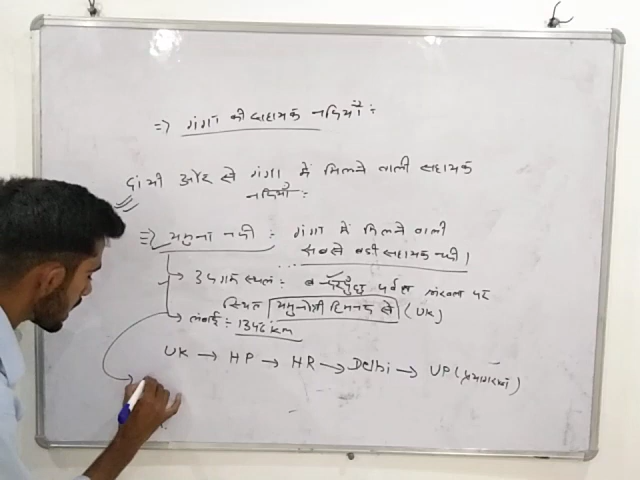 ⇒ गंगा की सहायक नदियाँ :
दांयी ओर से गंगा में मिलने वाली सहायक
नदियाँ :
⇒ यमुना नदी : गंगा में मिलने वाली
सबसे बडी सहायक नदी।
→ उद्गम स्थल : बन्दरपुँछ पर्वत श्रृंखला पर
स्थित यमुनोत्री हिमनद से (UK)
→ लंबाई : 1376 km
UK → HP → HR → Delhi → UP (प्रयागराज)